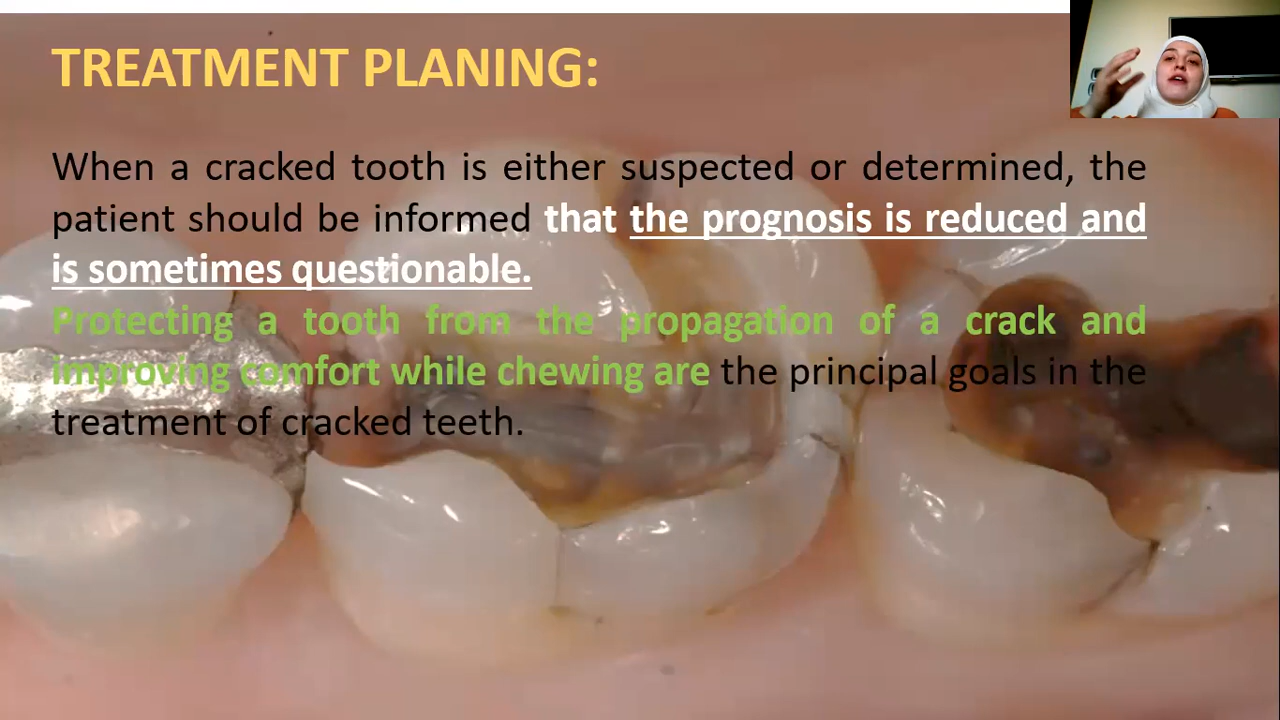 TREATMENT PLANING:
When a cracked tooth is either suspected or determined, the
patient should be informed that the prognosis is reduced and
is sometimes questionable.
Protecting a tooth from the propagation of a crack and
improving comfort while chewing are the principal goals in the
treatment of cracked teeth.